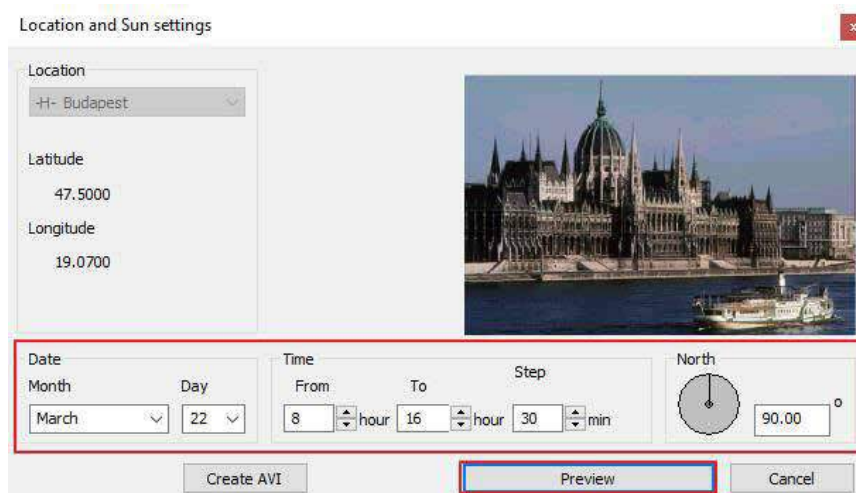 Location and Sun settings
x
Location
-H- Budapest
Latitude
47.5000
Longitude
19.0700
Date
Month
Day
March
22
Time
From
To
Step
8
hour
16
hour
30
min
North
90.00 °
Create AVI
Preview
Cancel